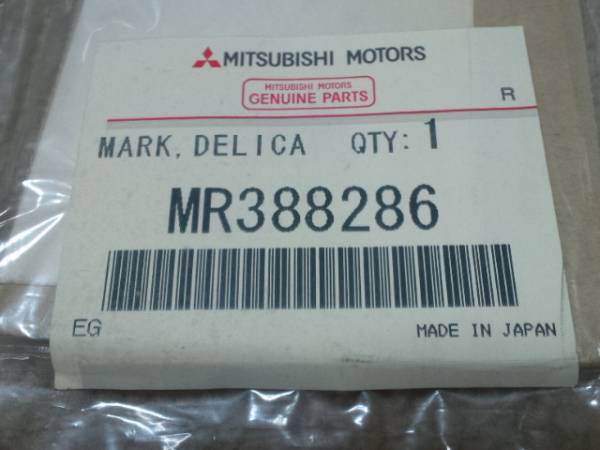 MITSUBISHI MOTORS
MITSUBISHI MOTORS
GENUINE PARTS
R
MARK, DELICA QTY: 1
MR388286
EG MADE IN JAPAN